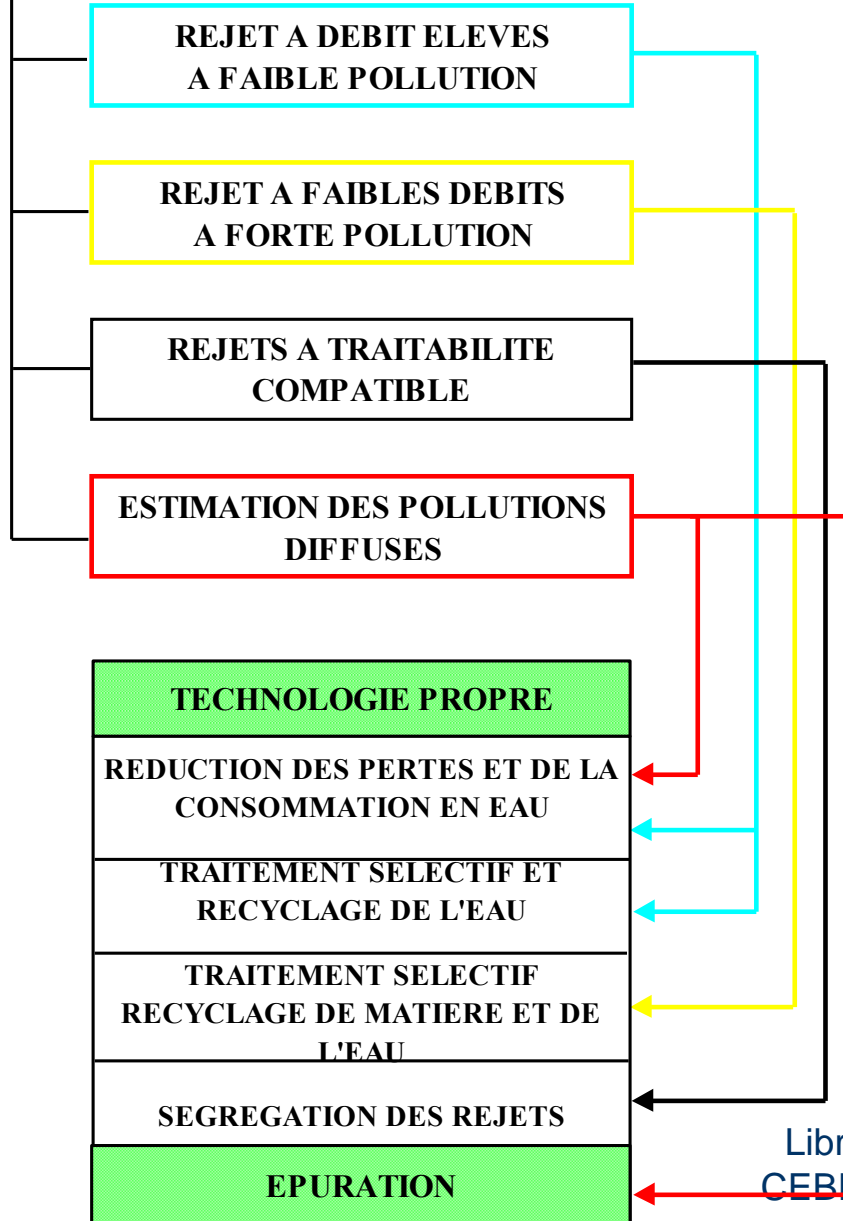 REJET A DEBIT ELEVES
A FAIBLE POLLUTION
REJET A FAIBLES DEBITS
A FORTE POLLUTION
REJETS A TRAITABILITE
COMPATIBLE
ESTIMATION DES POLLUTIONS
DIFFUSES
TECHNOLOGIE PROPRE
REDUCTION DES PERTES ET DE LA
CONSOMMATION EN EAU
TRAITEMENT SELECTIF ET
RECYCLAGE DE L'EAU
TRAITEMENT SELECTIF
RECYCLAGE DE MATIERE ET DE
L'EAU
SEGREGATION DES REJETS
EPURATION